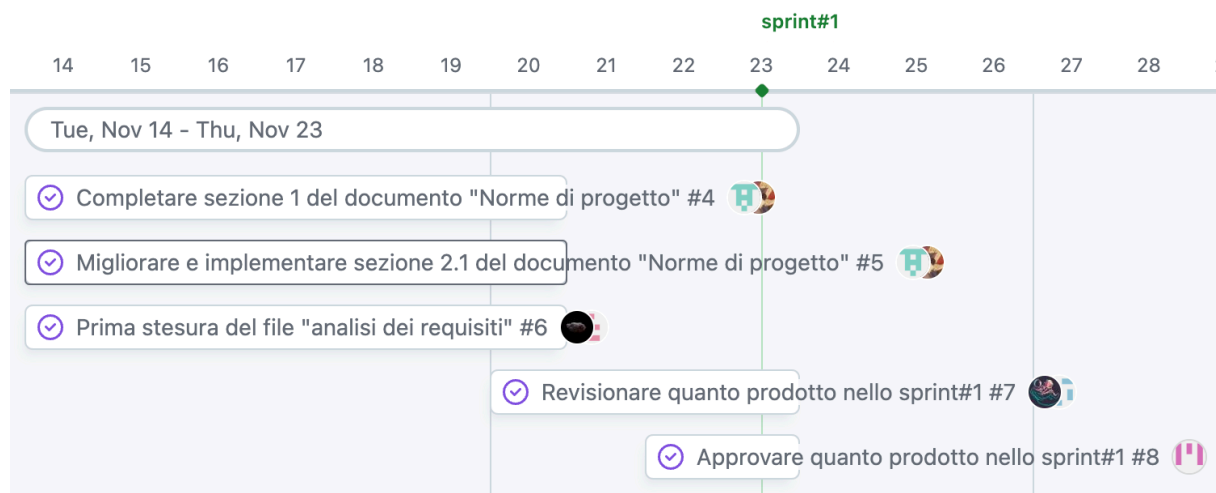 sprint#1
14 15 16 17 18 19 20 21 22 23 24 25 26 27 28
Tue, Nov 14 - Thu, Nov 23
Completare sezione 1 del documento "Norme di progetto" #4
Migliorare e implementare sezione 2.1 del documento "Norme di progetto" #5
Prima stesura del file "analisi dei requisiti" #6
Revisionare quanto prodotto nello sprint#1 #7
Approvare quanto prodotto nello sprint#1 #8